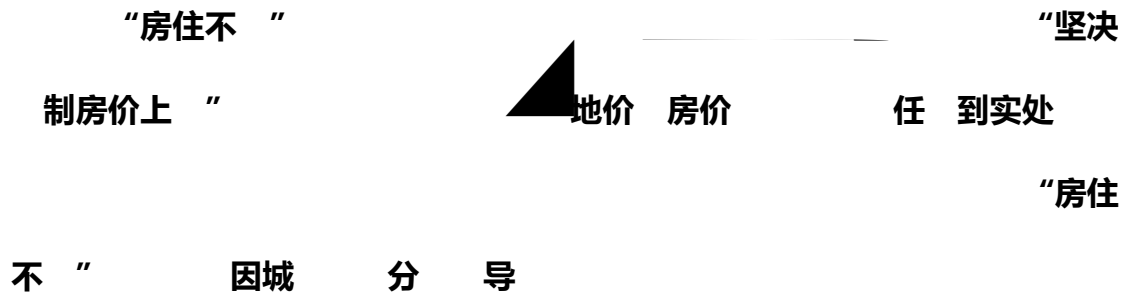 “房住不 ” “坚决
制房价上 ” 地价 房价 任 到实处
“房住
不 ” 因城 分 导